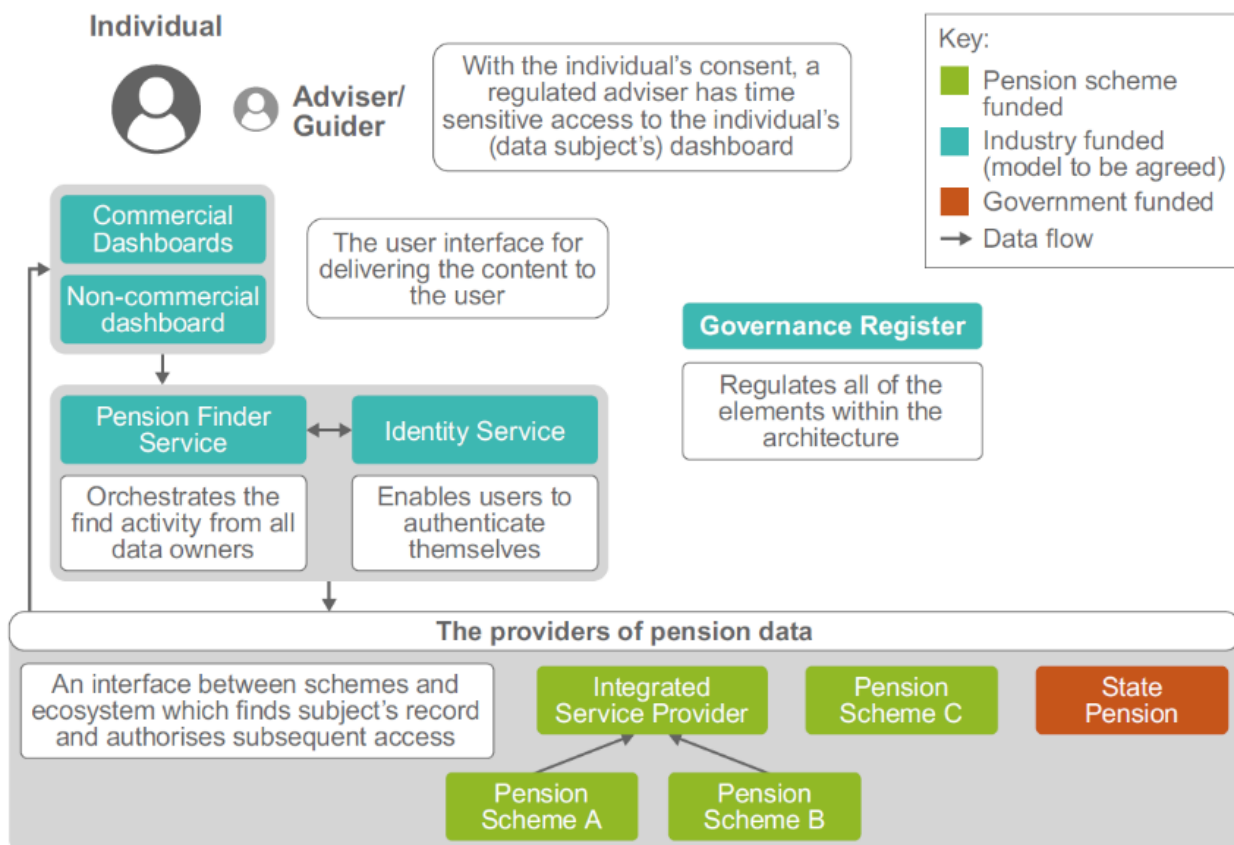 Individual
Adviser/
Guider
With the individual's consent, a
regulated adviser has time
sensitive access to the individual's
(data subject's) dashboard
Key:
Pension scheme
funded
Industry funded
(model to be agreed)
Government funded
Data flow
Commercial
Dashboards
Non-commercial
dashboard
The user interface for
delivering the content to
the user
Governance Register
Regulates all of the
elements within the
architecture
Pension Finder
Service
Identity Service
Orchestrates the
find activity from all
data owners
Enables users to
authenticate
themselves
The providers of pension data
An interface between schemes and
ecosystem which finds subject's record
and authorises subsequent access
Integrated
Service Provider
Pension
Scheme C
State
Pension
Pension
Scheme A
Pension
Scheme B